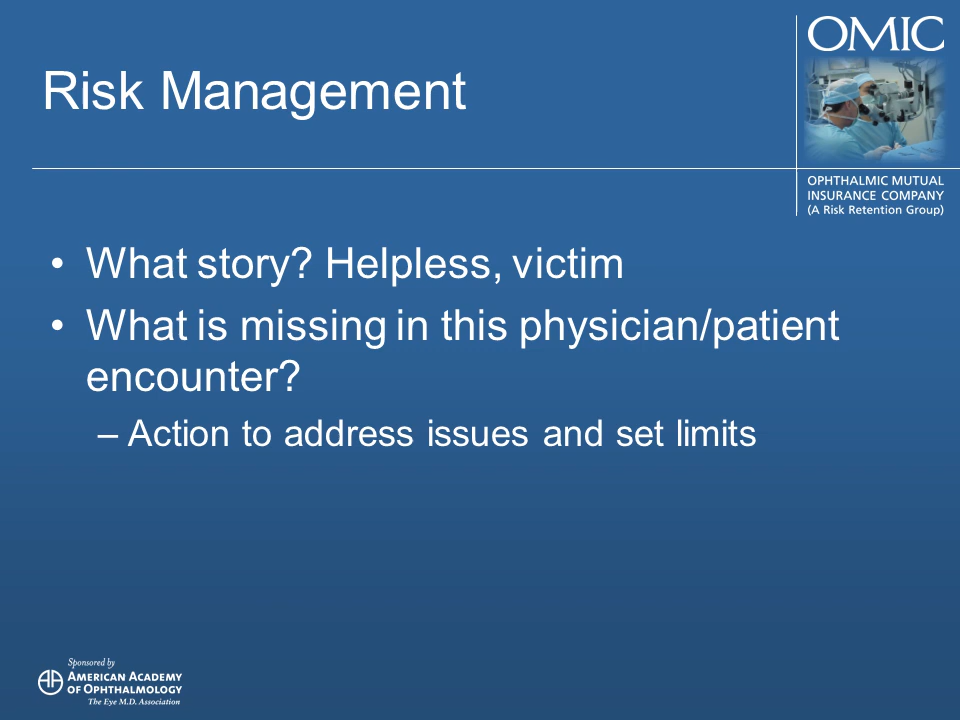 OMIC
Risk Management
OPHTHALMIC MUTUAL
INSURANCE COMPANY
(A Risk Retention Group)
• What story? Helpless, victim
• What is missing in this physician/patient
encounter?
– Action to address issues and set limits
Sponsored by
AMERICAN ACADEMY
OF OPHTHALMOLOGY
The Eye M.D. Association